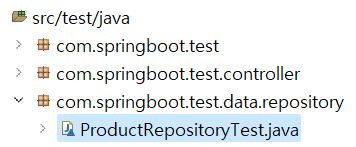 src/test/java
com.springboot.test
com.springboot.test.controller
com.springboot.test.data.repository
ProductRepositoryTest.java